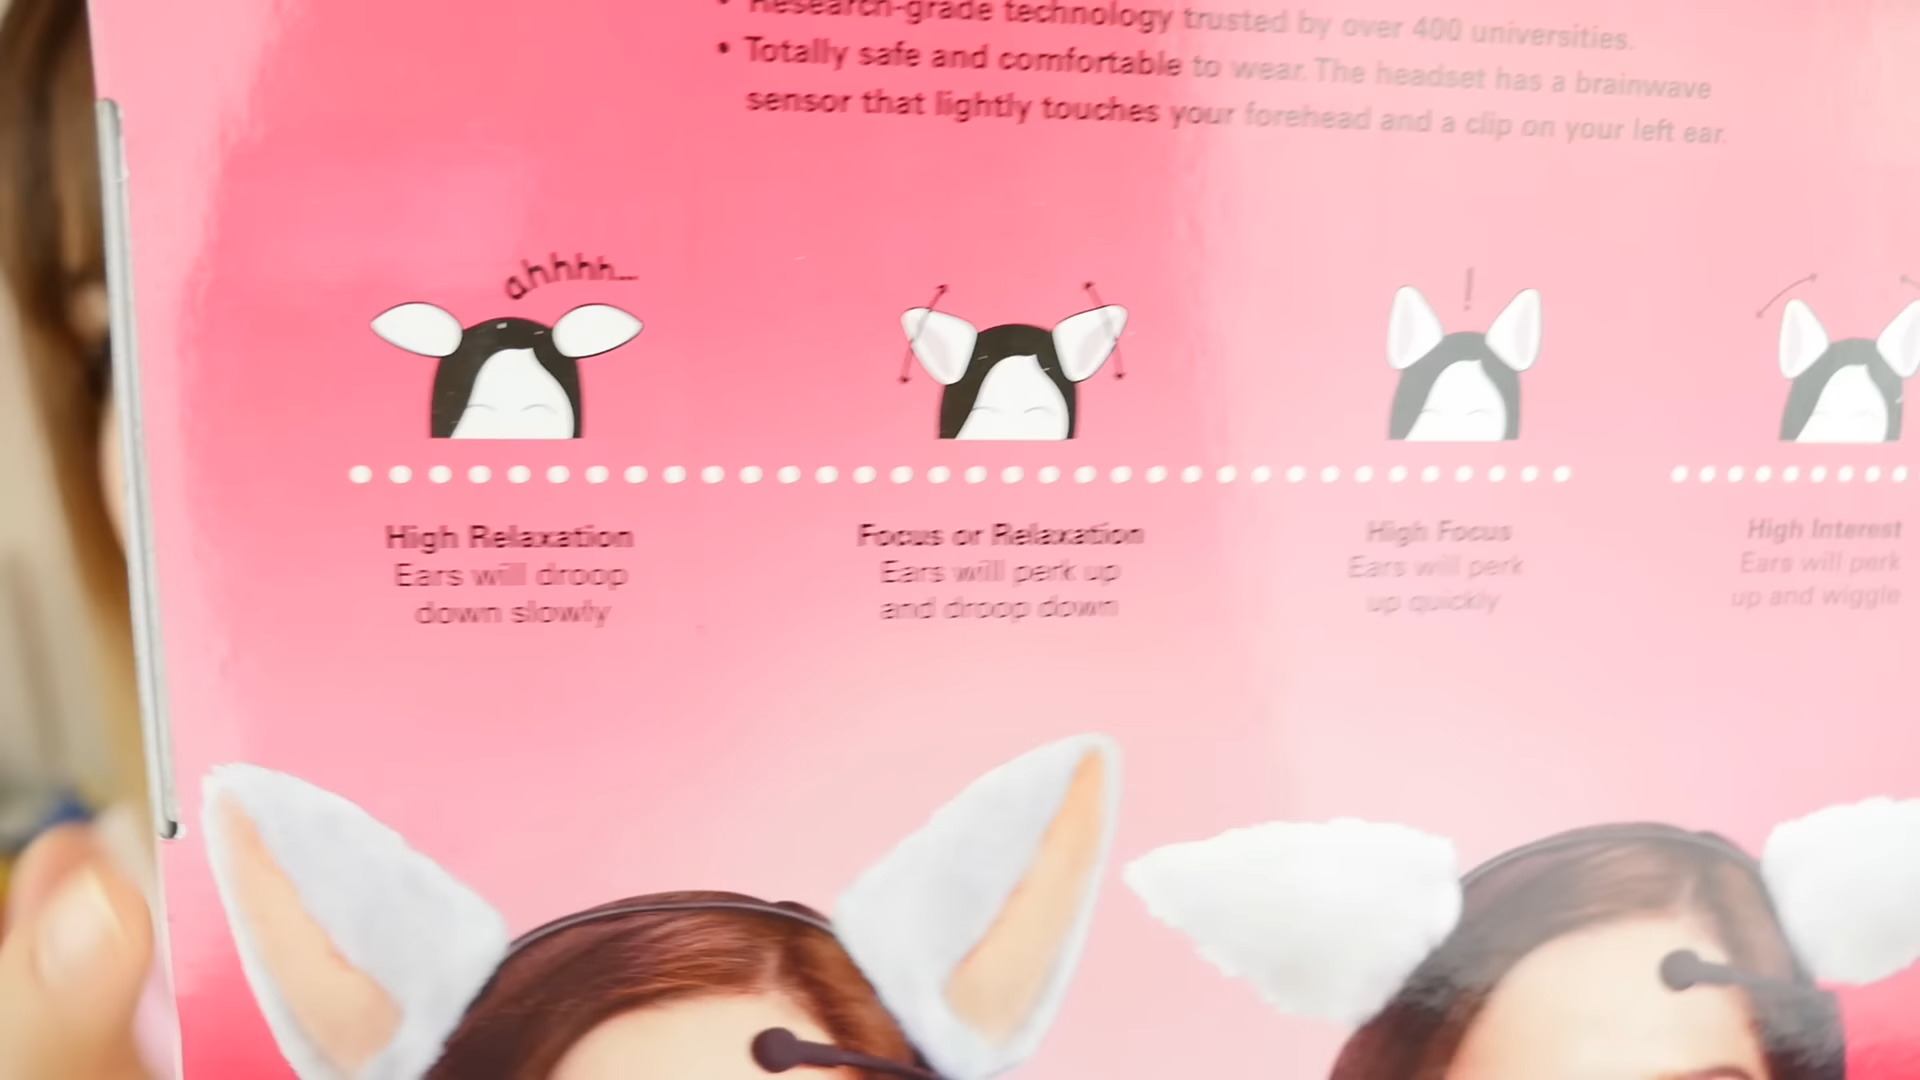 • Research-grade technology trusted by over 400 universities.
• Totally safe and comfortable to wear. The headset has a brainwave
sensor that lightly touches your forehead and a clip on your left ear.
ahhhh...
!
High Relaxation
Ears will droop
down slowly
Focus or Relaxation
Ears will perk up
and droop down
High Focus
Ears will perk
up quickly
High Interest
Ears will perk
up and wiggle